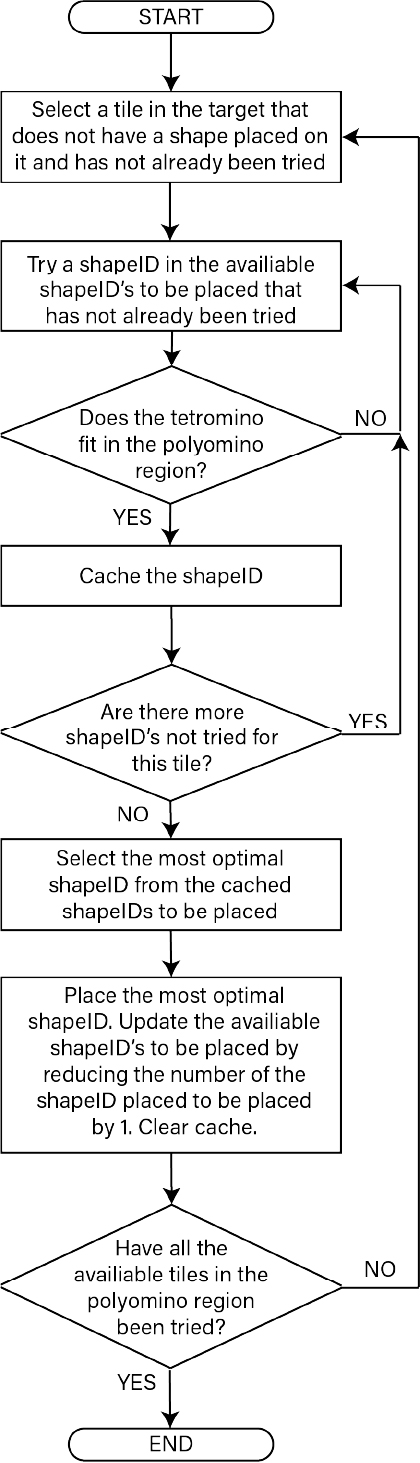 START
Select a tile in the target that
does not have a shape placed on
it and has not already been tried
Try a shapeID in the availiable
shapeID's to be placed that
has not already been tried
Does the tetromino
fit in the polyomino
region?
NO
YES
Cache the shapeID
Are there more
shapeID's not tried for
this tile?
YES
NO
Select the most optimal
shapeID from the cached
shapeIDs to be placed
Place the most optimal
shapeID. Update the availiable
shapeID's to be placed by
reducing the number of the
shapeID placed to be placed
by 1. Clear cache.
Have all the
availiable tiles in the
polyomino region
been tried?
NO
YES
END